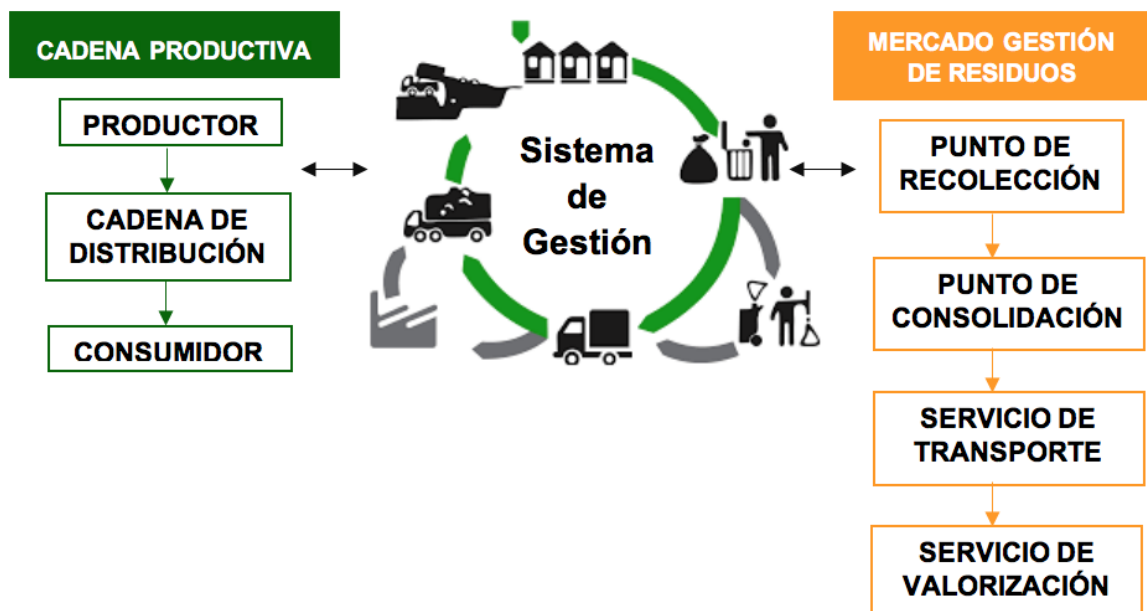 CADENA PRODUCTIVA
PRODUCTOR
CADENA DE
DISTRIBUCIÓN
CONSUMIDOR
Sistema
de
Gestión
MERCADO GESTIÓN
DE RESIDUOS
PUNTO DE
RECOLECCIÓN
PUNTO DE
CONSOLIDACIÓN
SERVICIO DE
TRANSPORTE
SERVICIO DE
VALORIZACIÓN